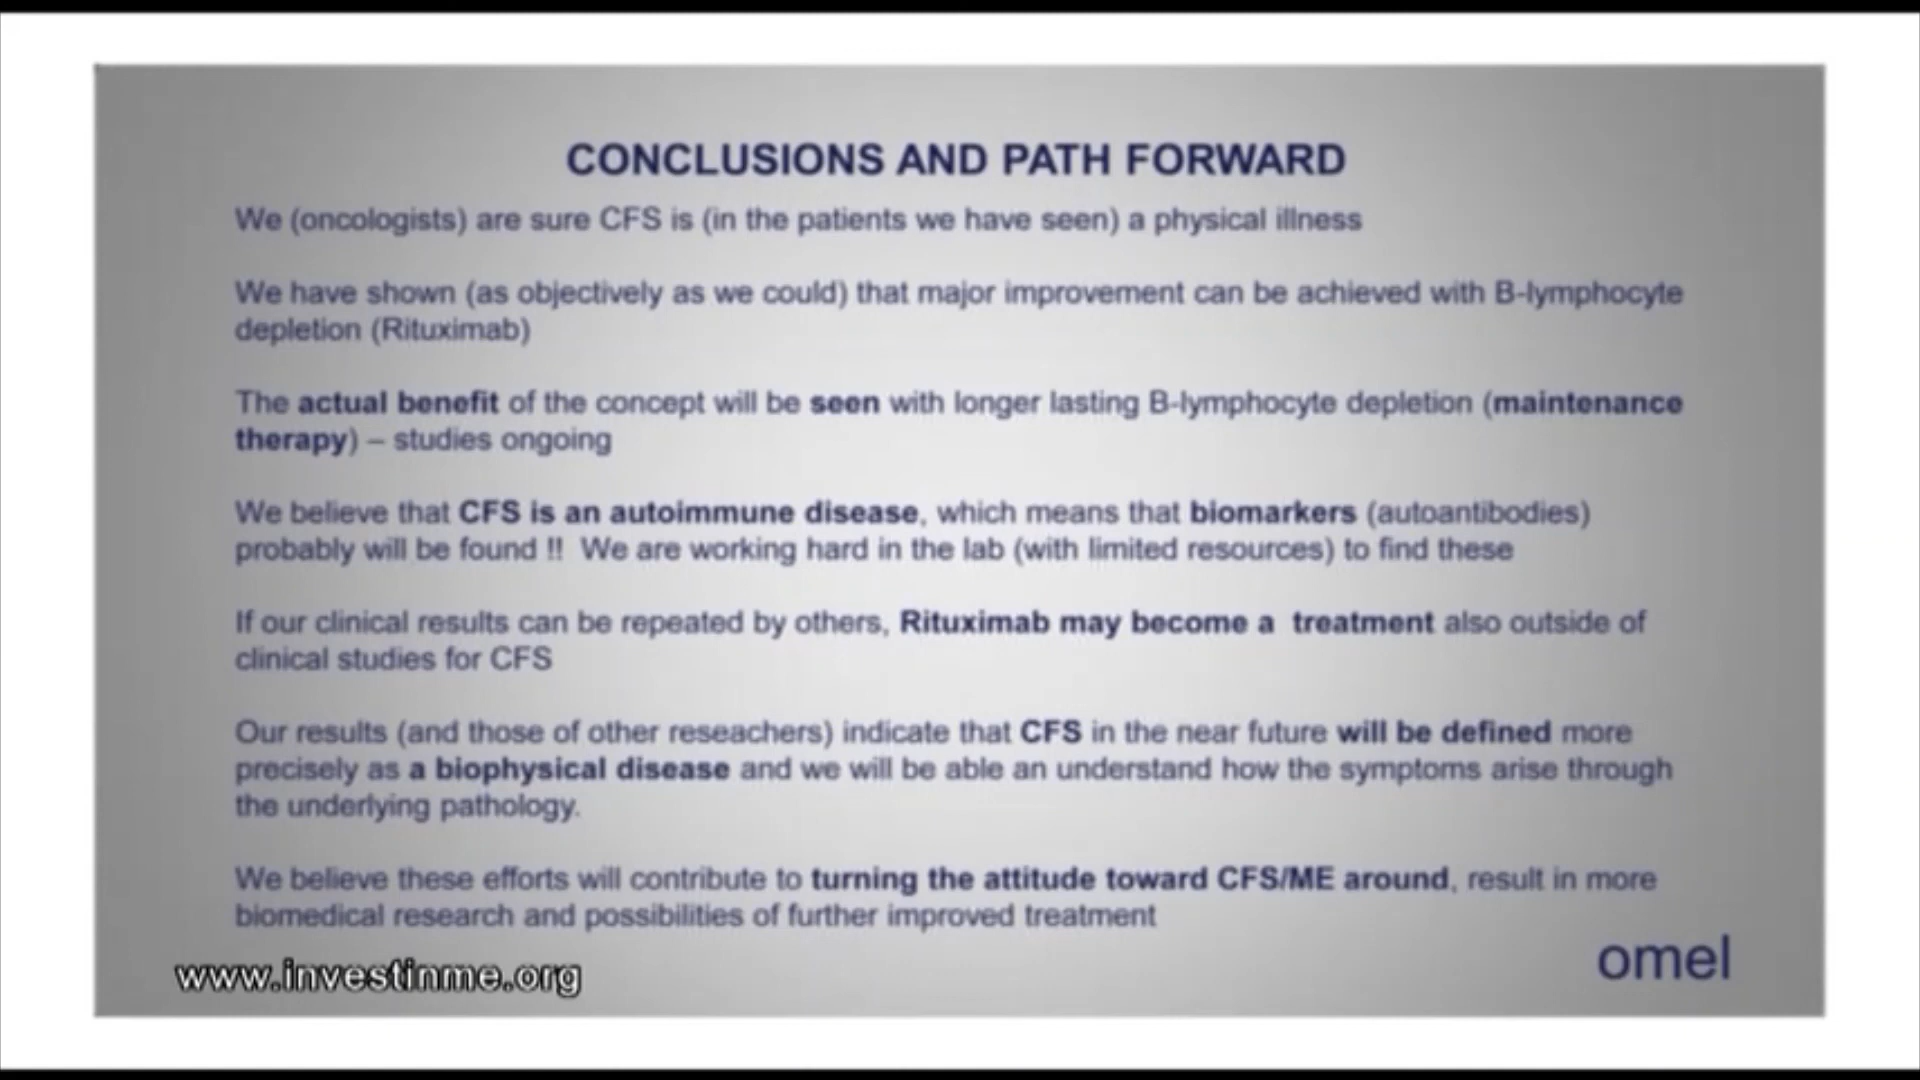 CONCLUSIONS AND PATH FORWARD
We (oncologists) are sure CFS is (in the patients we have seen) a physical illness
We have shown (as objectively as we could) that major improvement can be achieved with B-lymphocyte
depletion (Rituximab)
The actual benefit of the concept will be seen with longer lasting B-lymphocyte depletion (maintenance
therapy) – studies ongoing
We believe that CFS is an autoimmune disease, which means that biomarkers (autoantibodies)
probably will be found !!  We are working hard in the lab (with limited resources) to find these
If our clinical results can be repeated by others, Rituximab may become a  treatment also outside of
clinical studies for CFS
Our results (and those of other reseachers) indicate that CFS in the near future will be defined more
precisely as a biophysical disease and we will be able an understand how the symptoms arise through
the underlying pathology.
We believe these efforts will contribute to turning the attitude toward CFS/ME around, result in more
biomedical research and possibilities of further improved treatment
www.investinme.org
omel